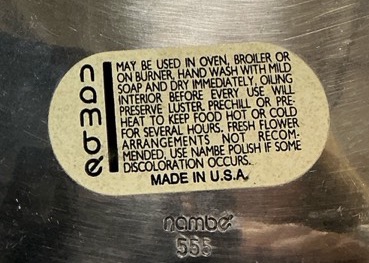 nambé
MAY BE USED IN OVEN, BROILER OR
ON BURNER, HAND WASH WITH MILD
SOAP AND DRY IMMEDIATELY, OILING
INTERIOR BEFORE EVERY USE WILL
PRESERVE LUSTER. PRECHILL OR PRE-
HEAT TO KEEP FOOD HOT OR COLD
FOR SEVERAL HOURS. FRESH FLOWER
ARRANGEMENTS NOT RECOM-
MENDED, USE NAMBE POLISH IF SOME
DISCOLORATION OCCURS.
MADE IN U.S.A.
nambé
555